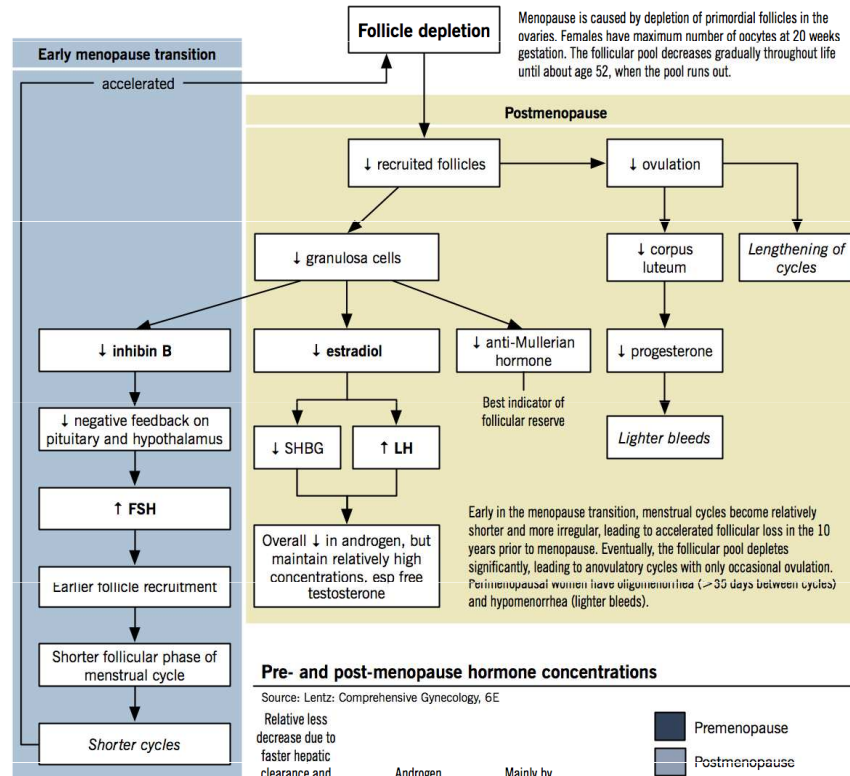 Follicle depletion
Menopause is caused by depletion of primordial follicles in the
ovaries. Females have maximum number of oocytes at 20 weeks
gestation. The follicular pool decreases gradually throughout life
until about age 52, when the pool runs out.
Early menopause transition
accelerated
Postmenopause
↓ recruited follicles
↓ ovulation
↓ granulosa cells
↓ corpus
luteum
Lengthening of
cycles
↓ inhibin B
↓ estradiol
↓ anti-Mullerian
hormone
↓ progesterone
Best indicator of
follicular reserve
↓ negative feedback on
pituitary and hypothalamus
↓ SHBG
↑ LH
Lighter bleeds
↑ FSH
Overall ↓ in androgen, but
maintain relatively high
concentrations, esp free
testosterone
Early in the menopause transition, menstrual cycles become relatively
shorter and more irregular, leading to accelerated follicular loss in the 10
years prior to menopause. Eventually, the follicular pool depletes
significantly, leading to anovulatory cycles with only occasional ovulation.
Perimenopausal women have oligomenorrhea (>35 days between cycles)
and hypomenorrhea (lighter bleeds).
Earlier follicle recruitment
Shorter follicular phase of
menstrual cycle
Shorter cycles
Pre- and post-menopause hormone concentrations
Source: Lentz: Comprehensive Gynecology, 6E
Relative less
decrease due to
faster hepatic
clearance and
Androgen
Mainly by
Premenopause
Postmenopause